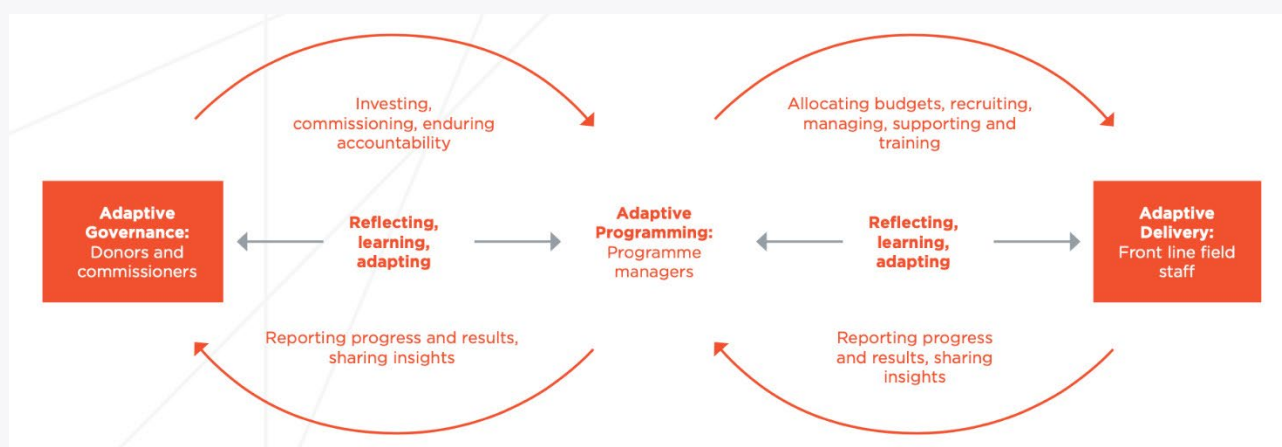 Investing,
commissioning, enduring
accountability
Allocating budgets, recruiting,
managing, supporting and
training
Adaptive
Governance:
Donors and
commissioners
Reflecting,
learning,
adapting
Adaptive
Programming:
Programme
managers
Reflecting,
learning,
adapting
Adaptive
Delivery:
Front line field
staff
Reporting progress and results,
sharing insights
Reporting progress
and results, sharing
insights